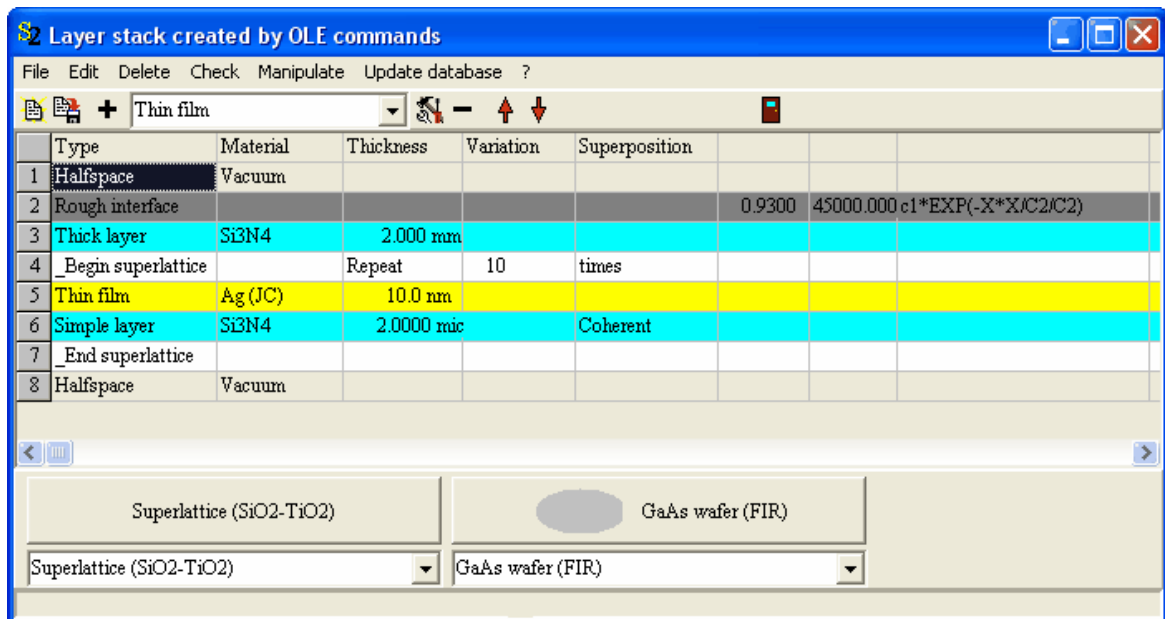 S2 Layer stack created by OLE commands
File Edit Delete Check Manipulate Update database ?
Thin film
Type Material Thickness Variation Superposition
1 Halfspace Vacuum
2 Rough interface 0.9300 45000.000 c1*EXP(-X*X/C2/C2)
3 Thick layer Si3N4 2.000 mm
4 _Begin superlattice Repeat 10 times
5 Thin film Ag (JC) 10.0 nm
6 Simple layer Si3N4 2.0000 mic Coherent
7 _End superlattice
8 Halfspace Vacuum
Superlattice (SiO2-TiO2) GaAs wafer (FIR)
Superlattice (SiO2-TiO2) GaAs wafer (FIR)